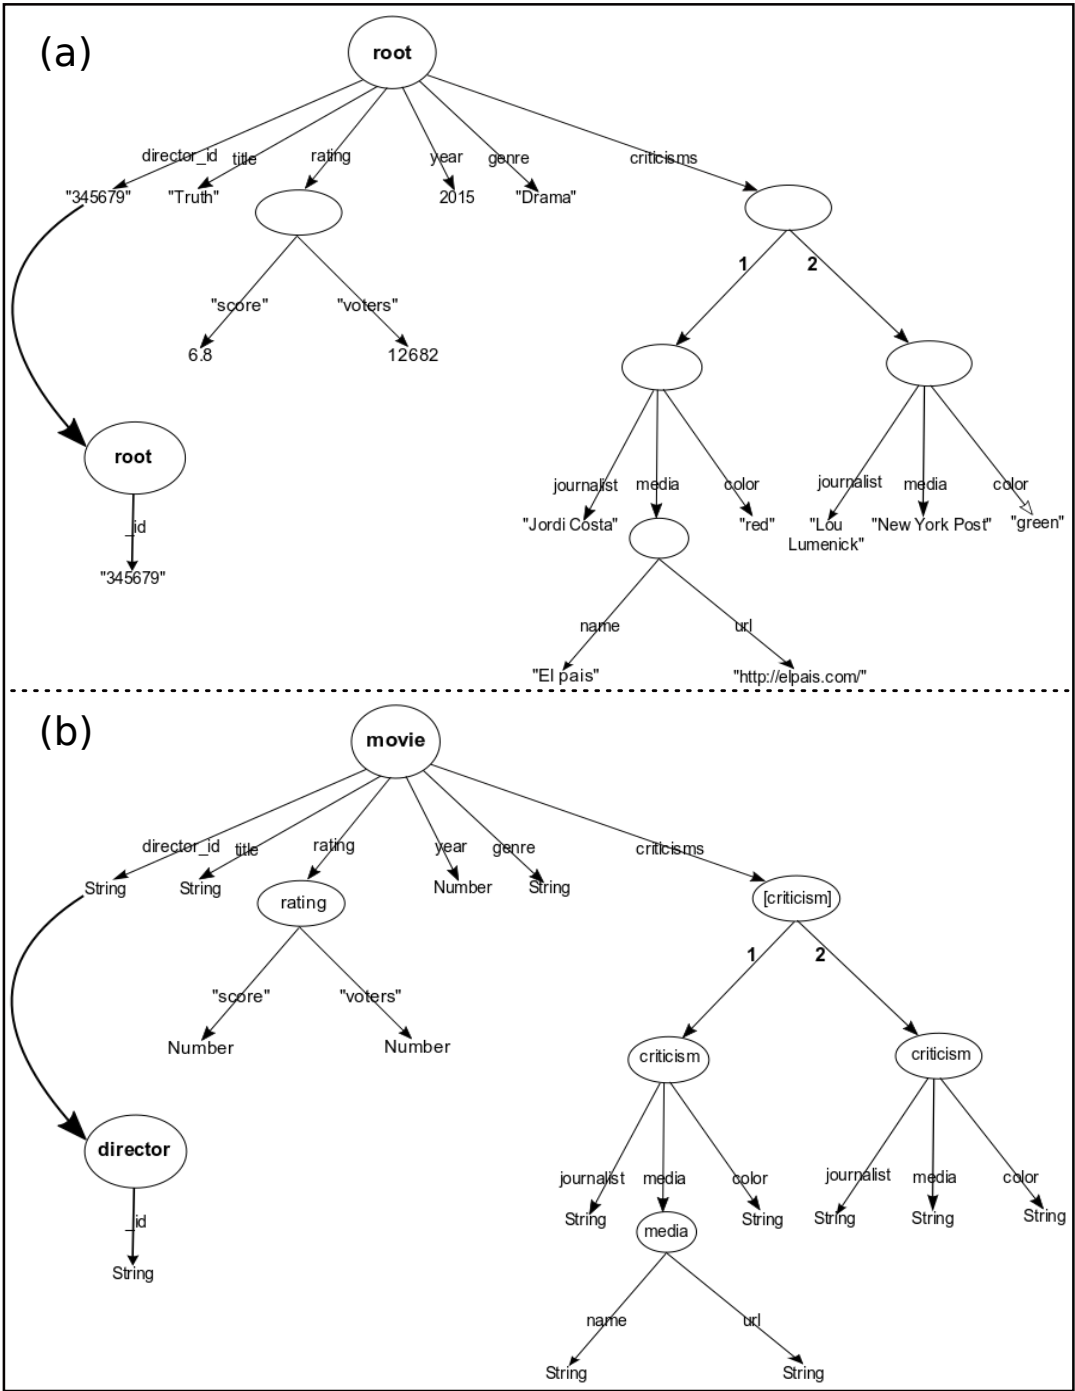 (a)
root
director_id title rating year genre criticisms
"345679" "Truth" 2015 "Drama"
1 2
"score" "voters"
6.8 12682
root
journalist media color journalist media color
"Jordi Costa" "red" "Lou "New York Post" "green"
Lumenick"
_id
"345679"
name url
"El pais" "http://elpais.com/"
(b)
movie
director_id title rating year genre criticisms
String String Number String
rating [criticism]
1 2
"score" "voters"
Number Number
criticism criticism
director
journalist media color journalist media color
String String String String String
_id
media
String
name url
String String